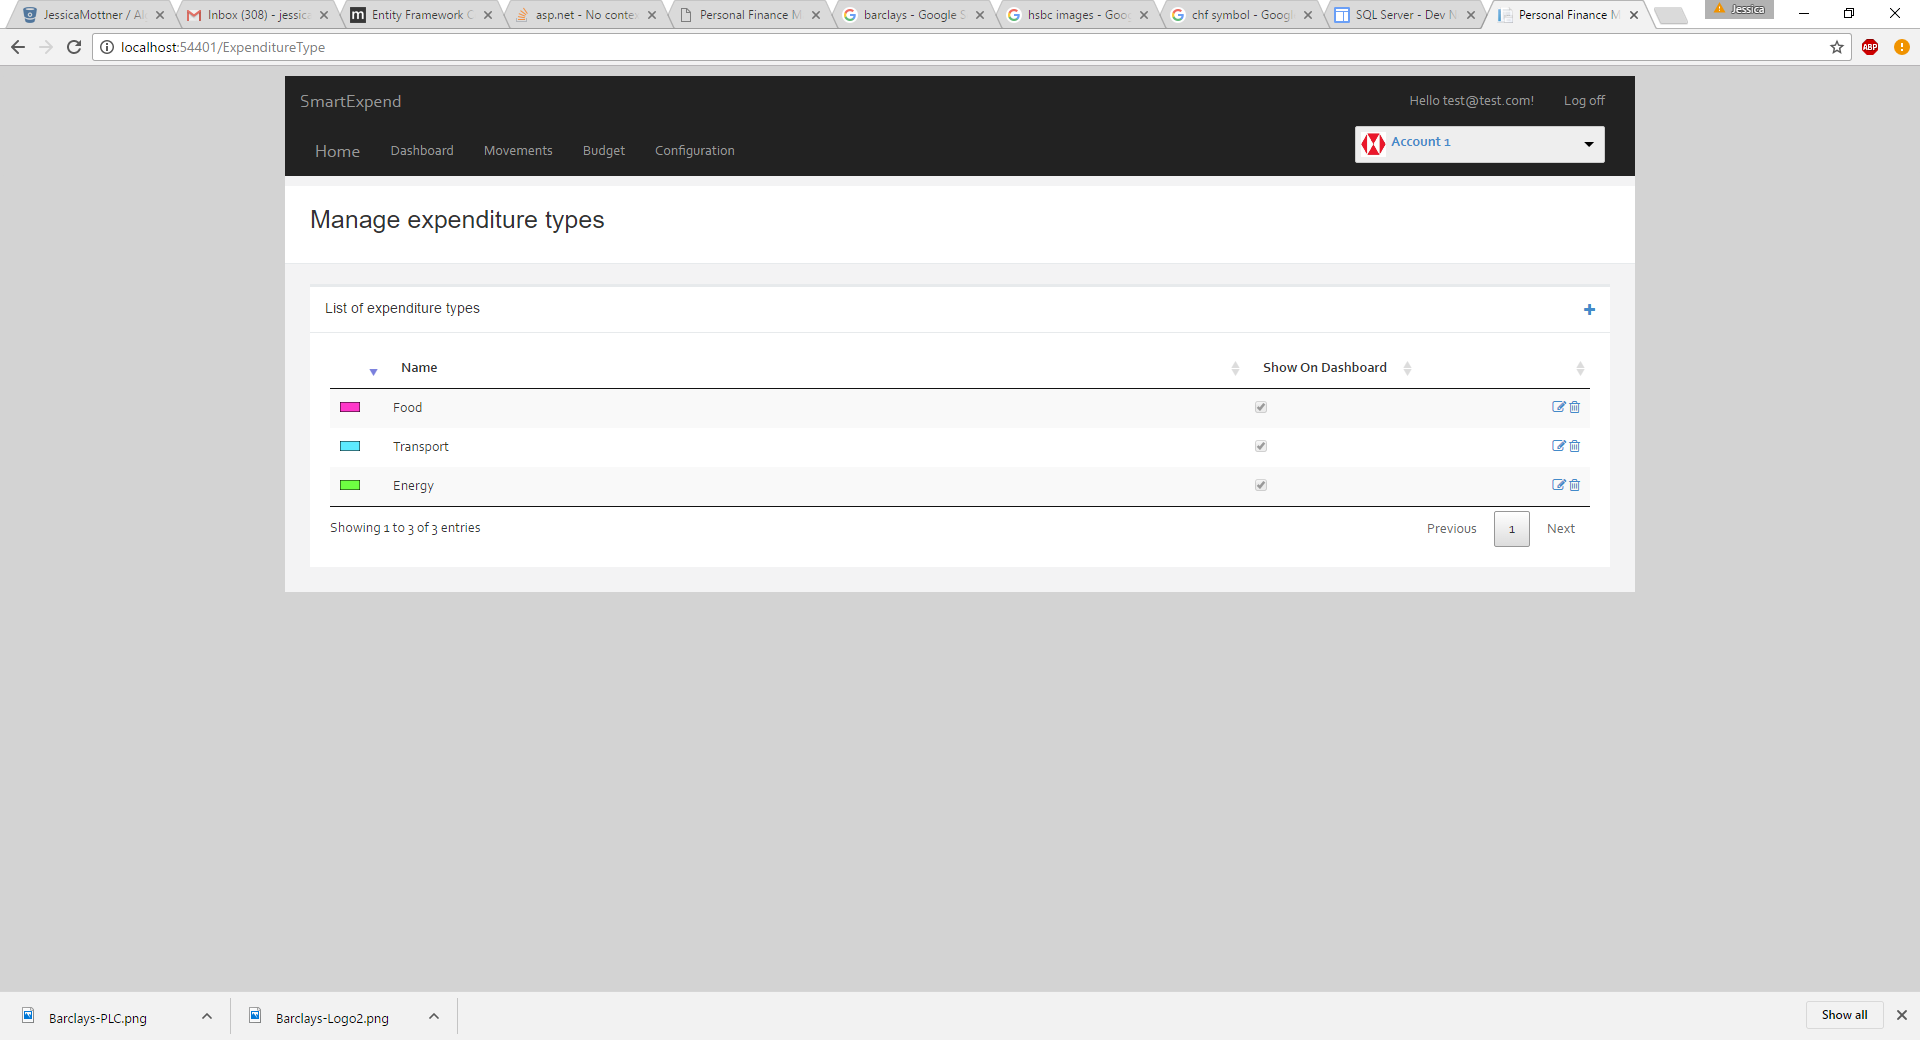 JessicaMottner / Al
Inbox (308) - jessica
Entity Framework C
asp.net - No conte
Personal Finance M
barclays - Google S
hsbc images - Goog
chf symbol - Googl
SQL Server - Dev N
Personal Finance M
Jessica
localhost:54401/ExpenditureType
ABP
SmartExpend
Hello test@test.com!
Log off
Home
Dashboard
Movements
Budget
Configuration
Account 1
Manage expenditure types
List of expenditure types
Name
Show On Dashboard
Food
Transport
Energy
Showing 1 to 3 of 3 entries
Previous
1
Next
Barclays-PLC.png
Barclays-Logo2.png
Show all